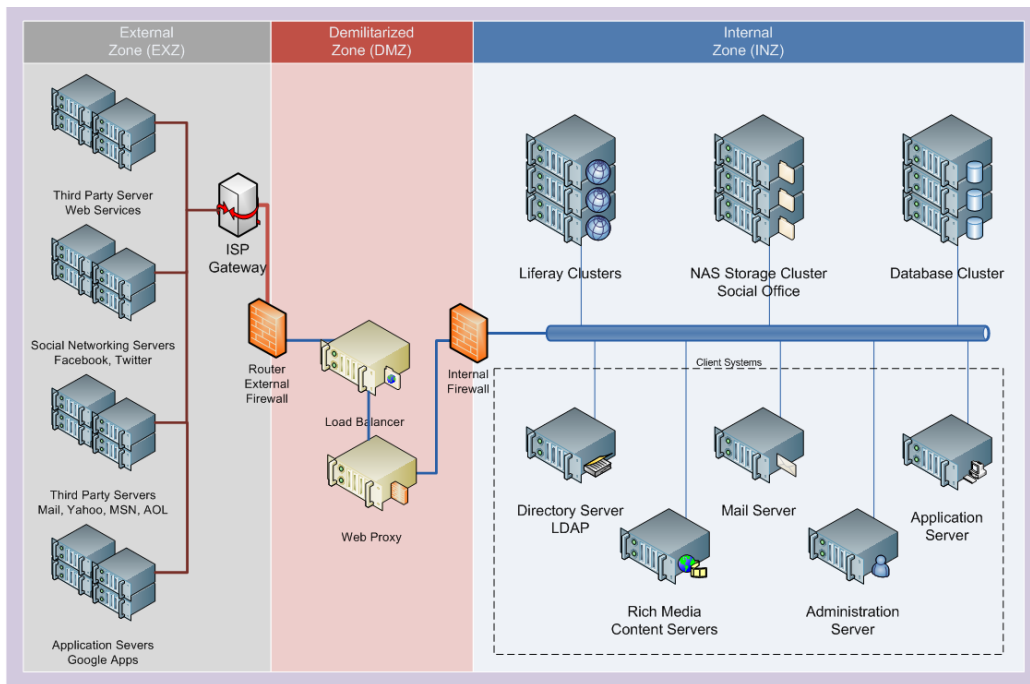 External
Zone (EXZ)
Demilitarized
Zone (DMZ)
Internal
Zone (INZ)
Third Party Server
Web Services
ISP
Gateway
Social Networking Servers
Facebook, Twitter
Third Party Servers
Mail, Yahoo, MSN, AOL
Application Severs
Google Apps
Router
External
Firewall
Load Balancer
Web Proxy
Internal
Firewall
Liferay Clusters
NAS Storage Cluster
Social Office
Database Cluster
Client Systems
Directory Server
LDAP
Mail Server
Application
Server
Rich Media
Content Servers
Administration
Server